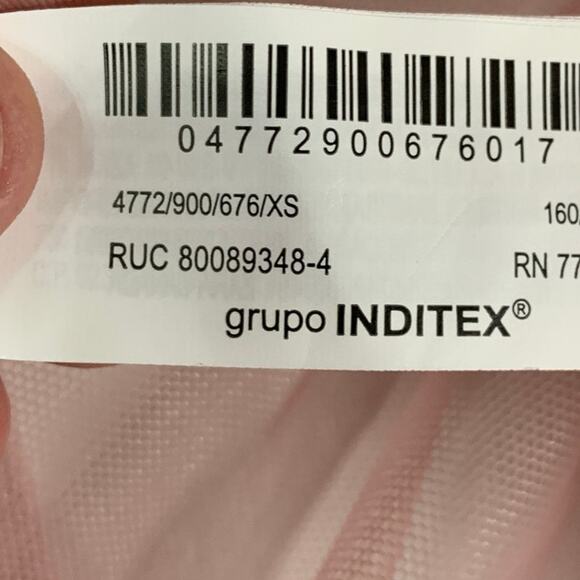 04772900676017
4772/900/676/XS 160
RUC 80089348-4 RN 77
grupo INDITEX®